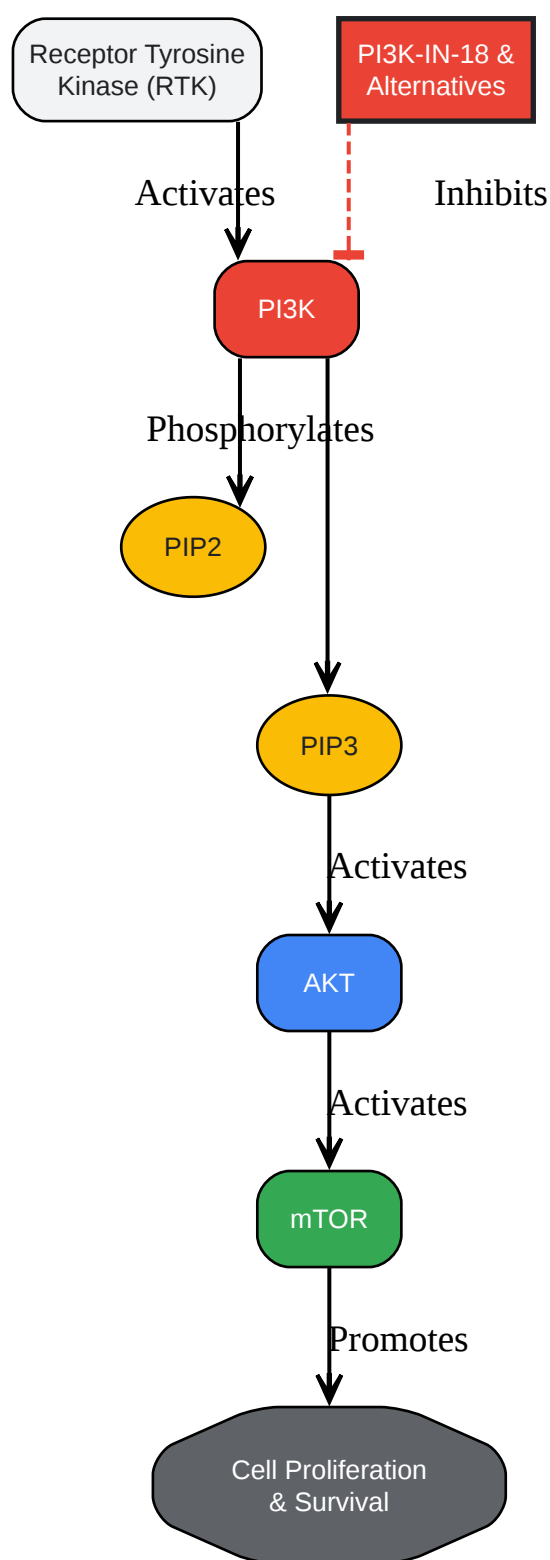 Receptor Tyrosine
Kinase (RTK)
PI3K-IN-18 &
Alternatives
Activates
Inhibits
PI3K
Phosphorylates
PIP2
PIP3
Activates
AKT
Activates
mTOR
Promotes
Cell Proliferation
& Survival